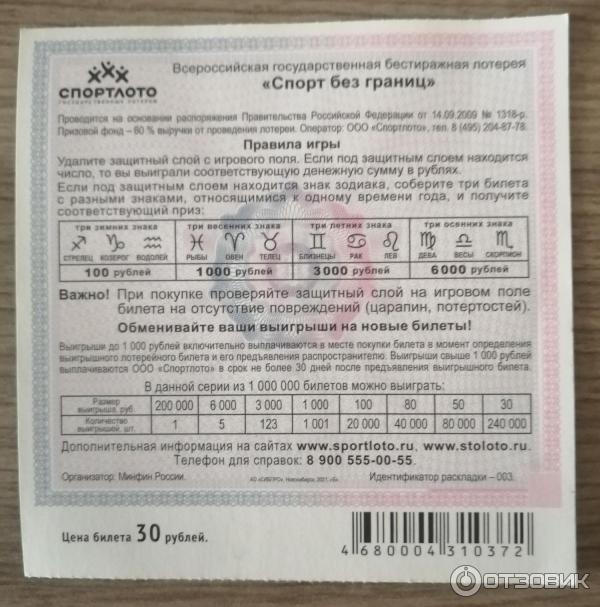 СПОРТЛОТО
ГОСУДАРСТВЕННЫЕ ЛОТЕРЕИ
Всероссийская государственная бестиражная лотерея
«Спорт без границ»
Проводится на основании распоряжения Правительства Российской Федерации от 14.09.2009 № 1318-р.
Призовой фонд – 60 % выручки от проведения лотереи. Оператор: ООО «Спортлото», тел. 8 (495) 204-87-78.
Правила игры
Удалите защитный слой с игрового поля. Если под защитным слоем находится
число, то вы выиграли соответствующую денежную сумму в рублях.
Если под защитным слоем находится знак зодиака, соберите три билета
с разными знаками, относящимися к одному времени года, и получите
соответствующий приз:
три зимних знака три весенних знака три летних знака три осенних знака
♐ ♑ ♒ ♓ ♈ ♉ ♊ ♋ ♌ ♍ ♎ ♏
СТРЕЛЕЦ КОЗЕРОГ ВОДОЛЕЙ РЫБЫ ОВЕН ТЕЛЕЦ БЛИЗНЕЦЫ РАК ЛЕВ ДЕВА ВЕСЫ СКОРПИОН
100 рублей 1 000 рублей 3 000 рублей 6 000 рублей
Важно! При покупке проверяйте защитный слой на игровом поле
билета на отсутствие повреждений (царапин, потертостей).
Обменивайте ваши выигрыши на новые билеты!
Выигрыши до 1 000 рублей включительно выплачиваются в месте покупки билета в момент определения
выигрышного лотерейного билета и его предъявления распространителю. Выигрыши свыше 1 000 рублей
выплачиваются ООО «Спортлото» в срок не более 30 дней после предъявления выигрышного билета.
В данной серии из 1 000 000 билетов можно выиграть:
Размер выигрыша, руб. 200 000 6 000 3 000 1 000 100 80 50 30
Количество выигрышей, шт. 1 5 123 1 001 20 000 40 000 80 000 240 000
Дополнительная информация на сайтах www.sportloto.ru, www.stoloto.ru.
Телефон для справок: 8 900 555-00-55.
Организатор: Минфин России. АО «СИБПРО», Новосибирск, 2021, «Б». Идентификатор раскладки – 003.
Цена билета 30 рублей.
4 680004 310372
ОТЗОВИК